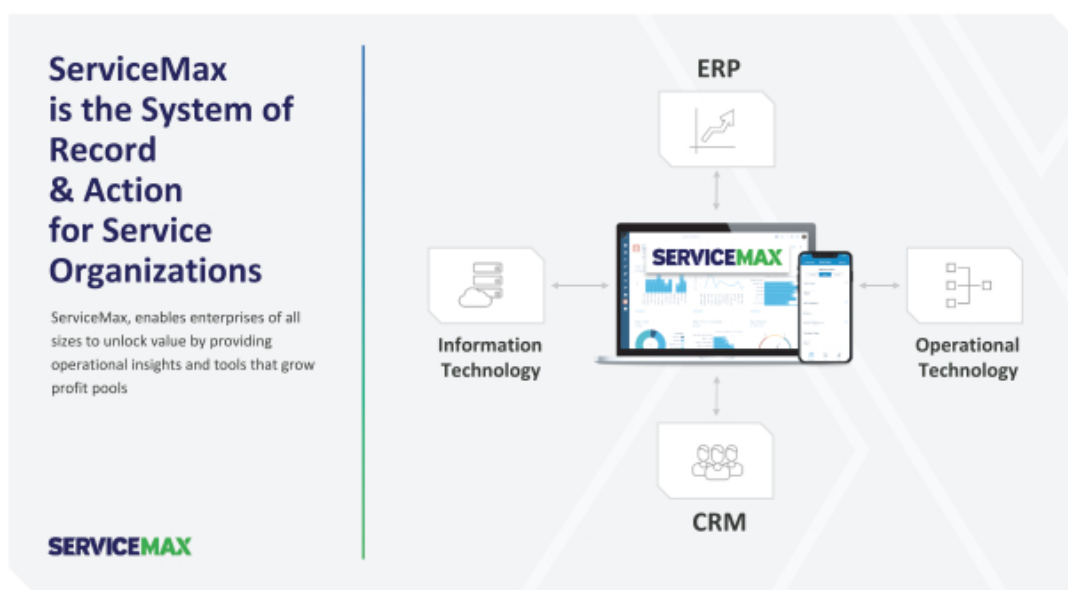 ServiceMax
is the System of
Record
& Action
for Service
Organizations
ServiceMax, enables enterprises of all
sizes to unlock value by providing
operational insights and tools that grow
profit pools
SERVICEMAX
ERP
SERVICEMAX
Information
Technology
Operational
Technology
CRM